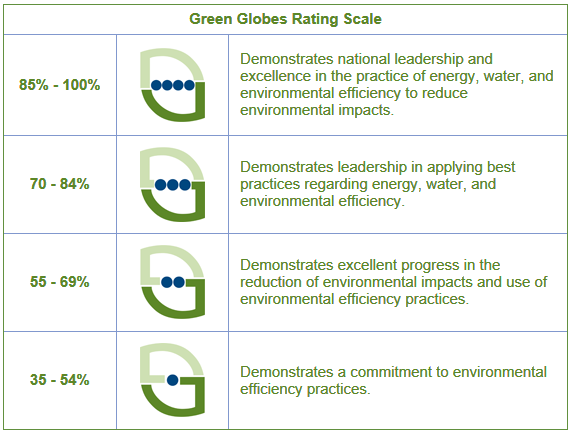 Green Globes Rating Scale
85% - 100%
Demonstrates national leadership and
excellence in the practice of energy, water, and
environmental efficiency to reduce
environmental impacts.
70 - 84%
Demonstrates leadership in applying best
practices regarding energy, water, and
environmental efficiency.
55 - 69%
Demonstrates excellent progress in the
reduction of environmental impacts and use of
environmental efficiency practices.
35 - 54%
Demonstrates a commitment to environmental
efficiency practices.